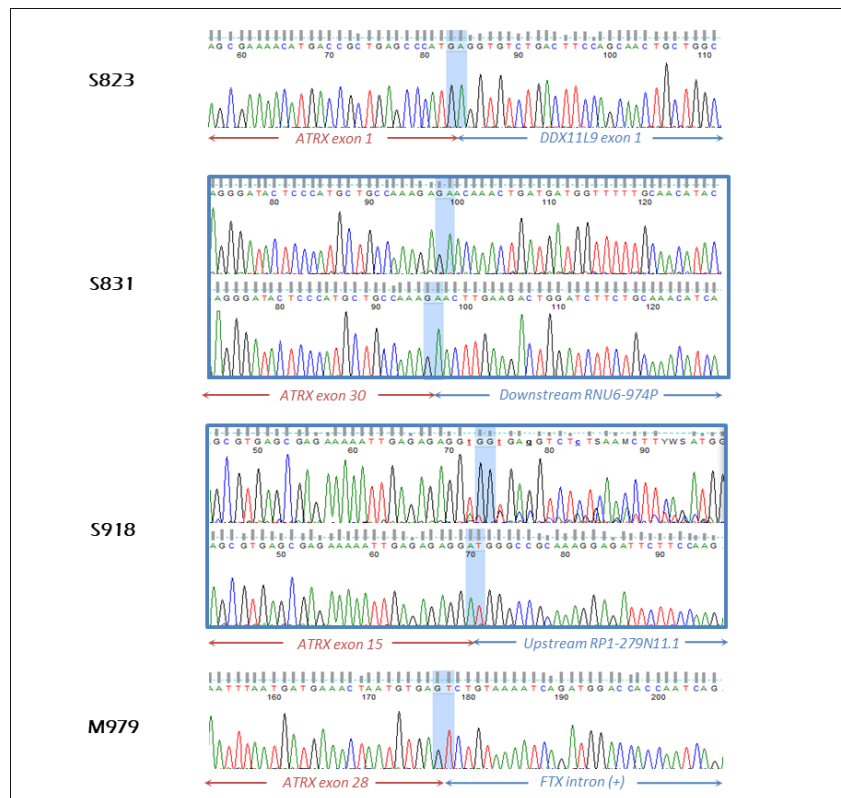 S823
AGCGAAAACATGACCGCTGAGCCCATGAGGTGTCTGACTTCCAGCAACTGCTGGC
60 70 80 90 100 110
ATRX exon 1 DDX11L9 exon 1
S831
AGGGATACTCCCATGCTGCCAAAGAGAACAAACTGATGATGGTTTTTTGCAACATAC
80 90 100 110 120
AGGGATACTCCCATGCTGCCAAAGAACTTGAAGACTGGATCTTCTGCAAACATCA
80 90 100 110 120
ATRX exon 30 Downstream RNU6-974P
S918
AGCGTGAGCGAGAAAAATTGAGAGAGGtGGtGAgGTCTcTSAAMCTTYWSATGG
50 60 70 80 90
AGCGTGAGCGAGAAAAATTGAGAGAGGATGGGCCGCAAAGGAGATTCTTCCAAG
50 60 70 80 90
ATRX exon 15 Upstream RP1-279N11.1
M979
AATTTAATGATGAAACTAATGTGAGTCTGTAAAATCAGATGGACCACCAATCAG
160 170 180 190 200
ATRX exon 28 FTX intron (+)